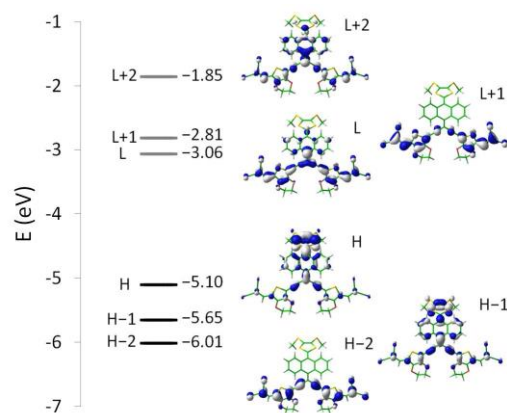 -1
-2
-3
-4
-5
-6
-7
E (eV)
L+2 −1.85
L+1 −2.81
L −3.06
H −5.10
H−1 −5.65
H−2 −6.01
L+2
L+1
L
H
H−1
H−2